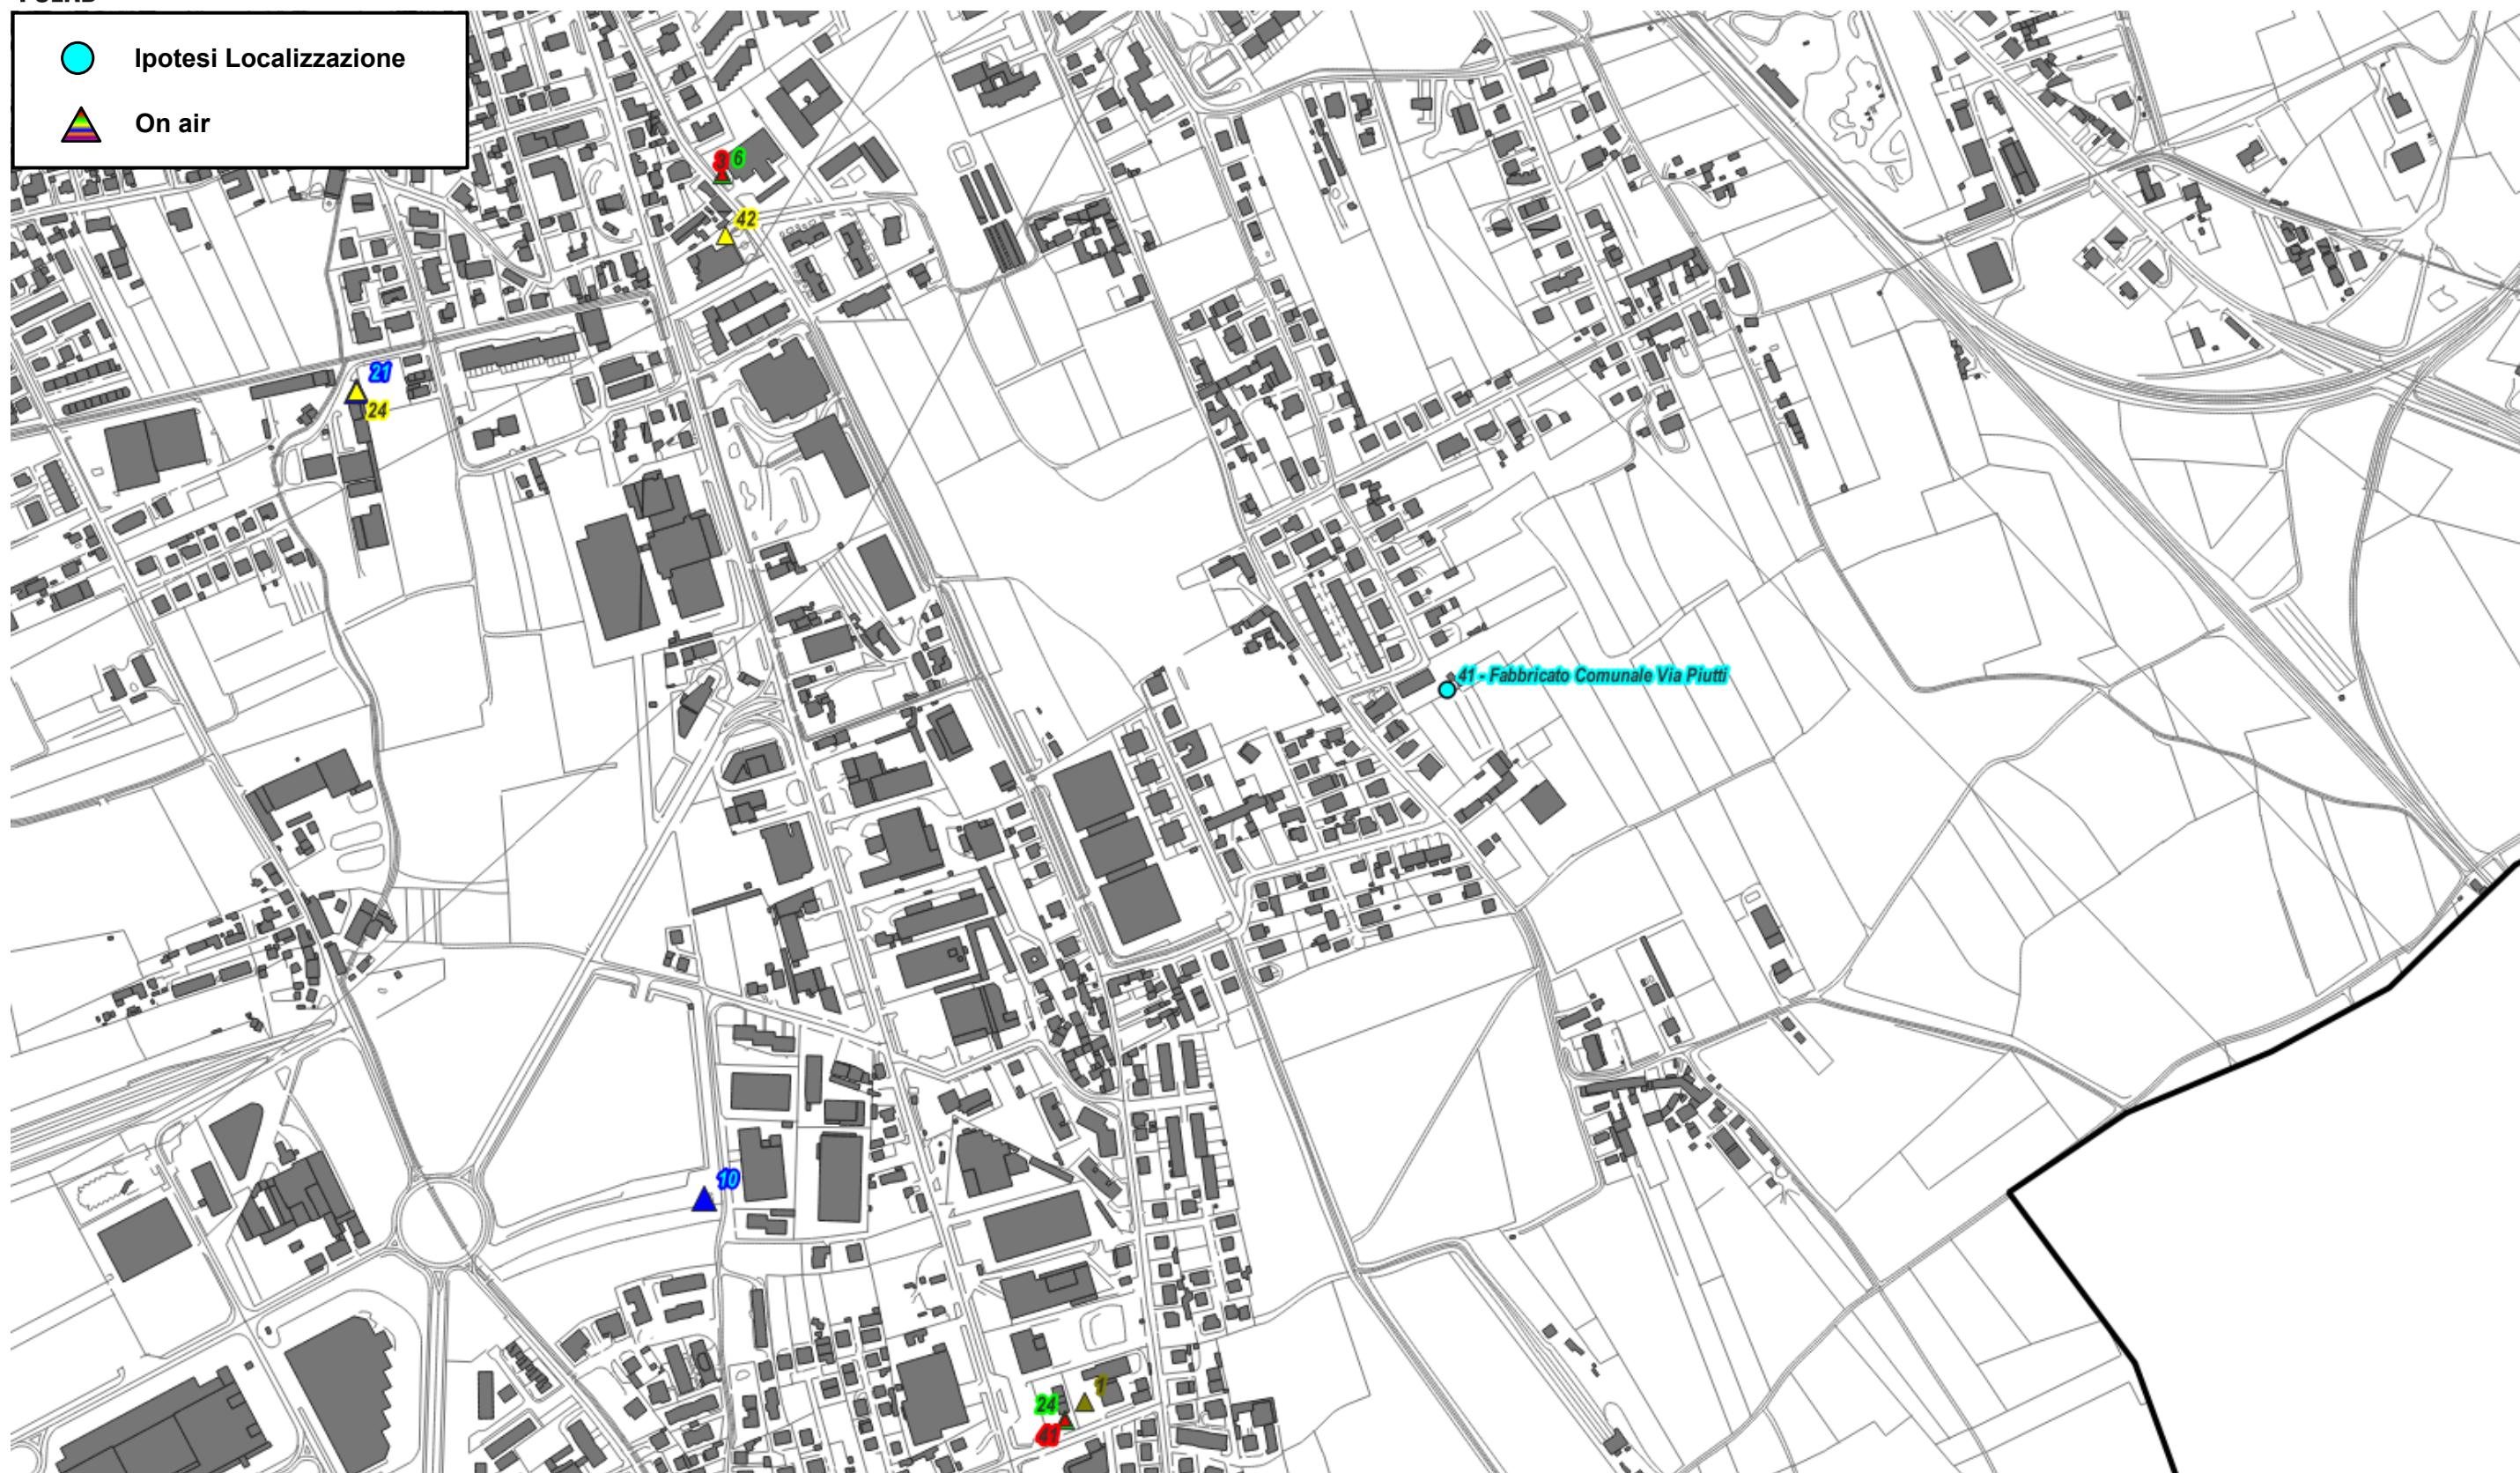 Ipotesi Localizzazione
On air
3 6
42
21
24
41 - Fabbricato Comunale Via Piutti
10
1
24
41